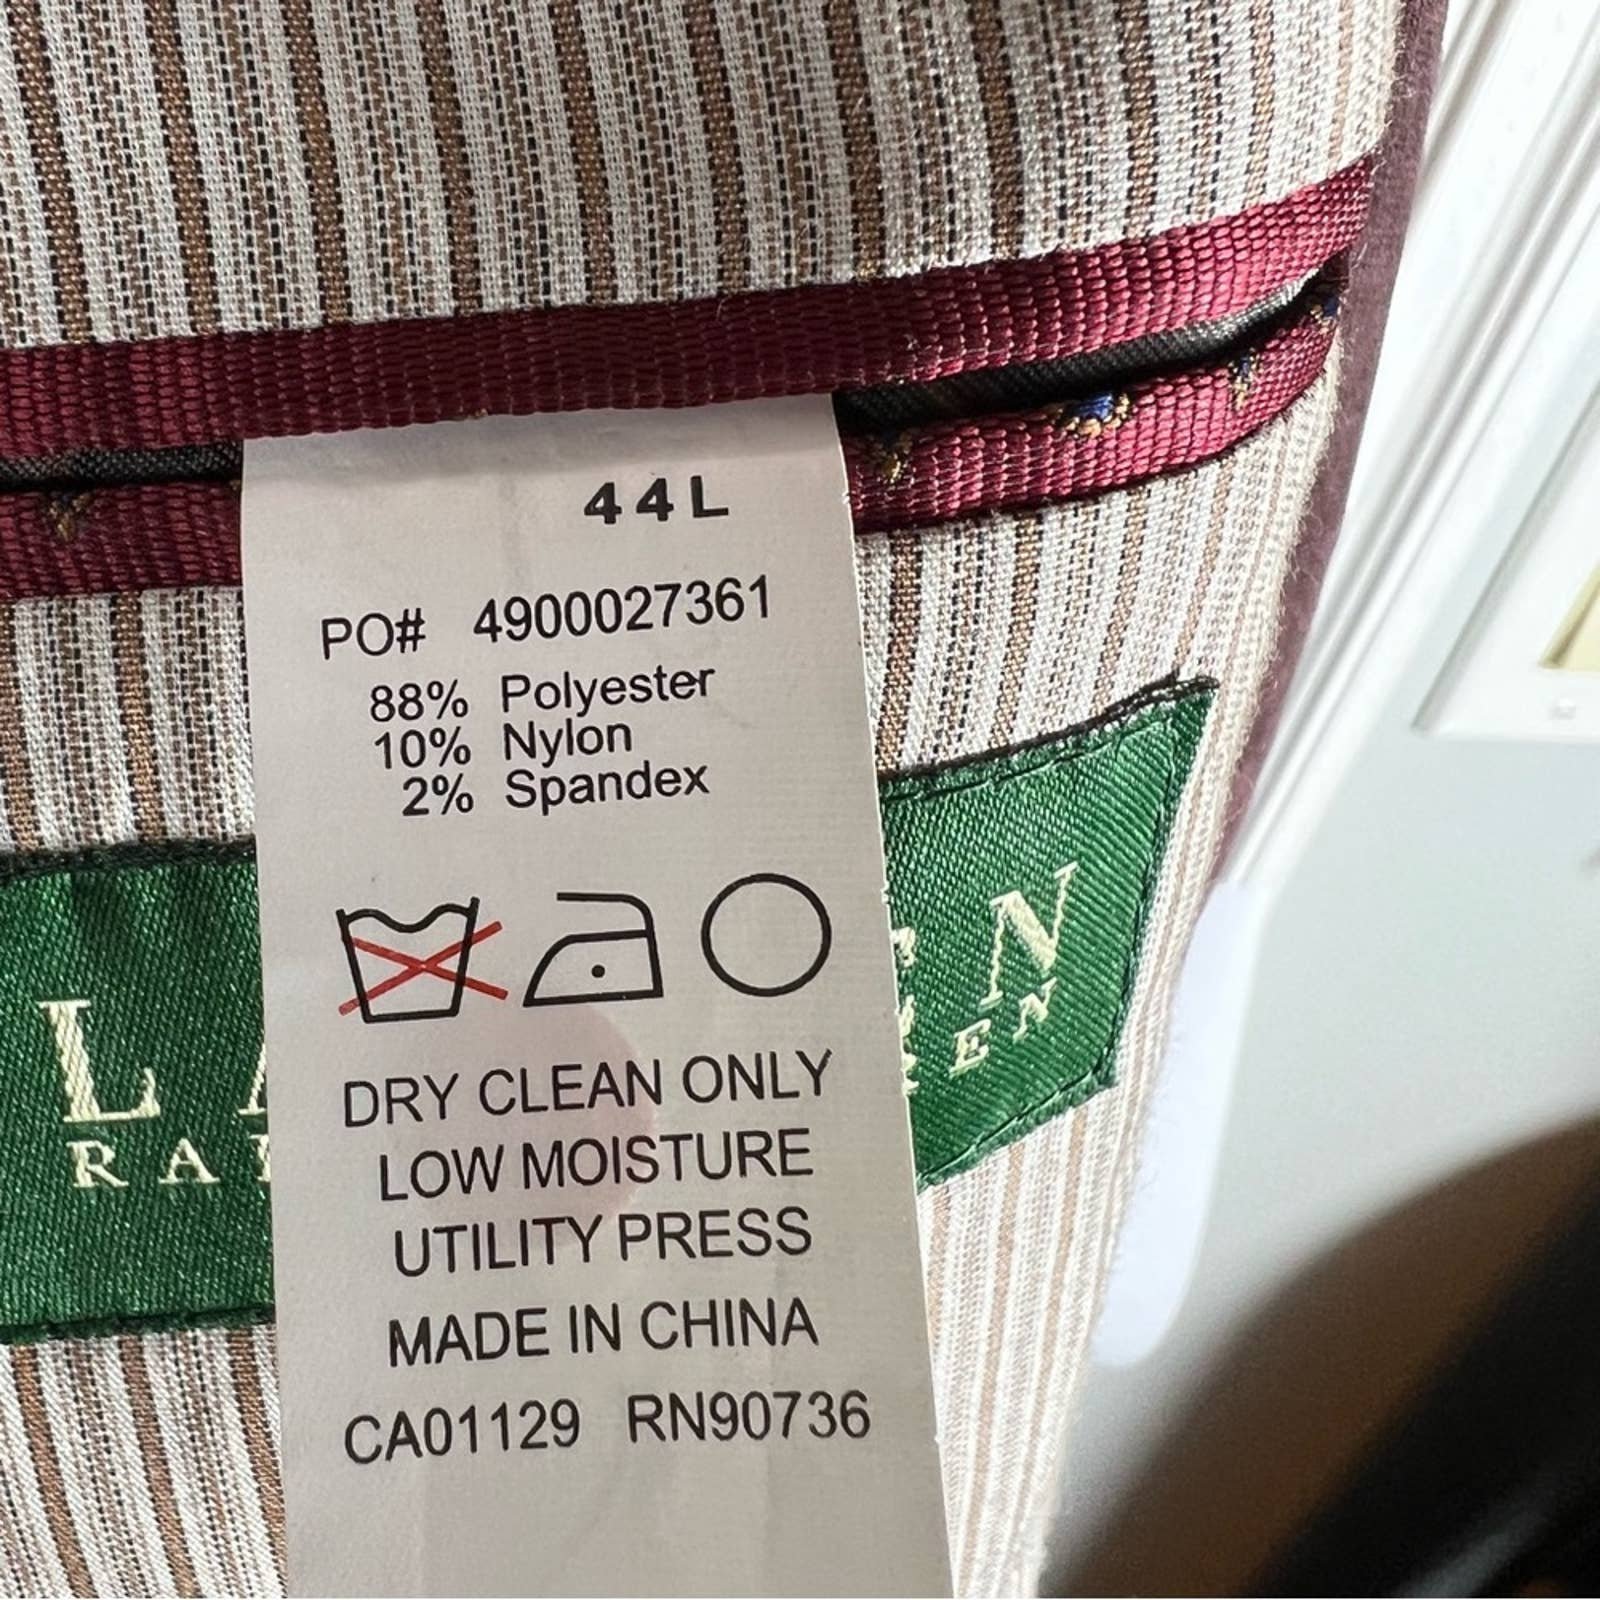 44L
PO# 4900027361
88% Polyester
10% Nylon
2% Spandex
DRY CLEAN ONLY
LOW MOISTURE
UTILITY PRESS
MADE IN CHINA
CA01129 RN90736